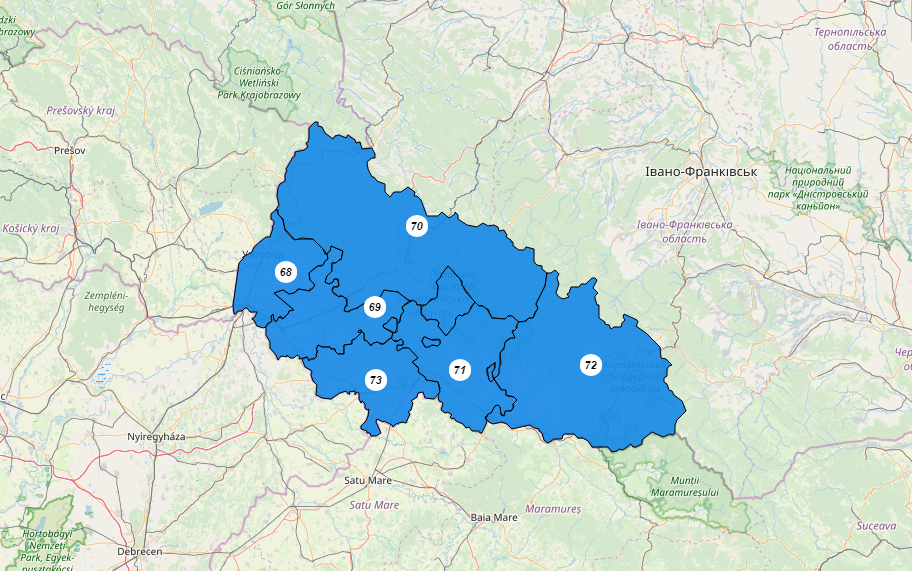 Gór Słonnych
Ciśniańsko-
Wetliński
Park Krajobrazowy
Тернопільська
область
Prešovský kraj
Prešov
Івано-Франківськ
Національний
природний
парк «Дністровський
каньйон»
Košický kraj
Івано-Франківська
область
70
68
Zempléni-
hegység
69
72
71
73
Nyíregyháza
Satu Mare
Satu Mare
Munții
Maramureșului
Baia Mare
Maramureș
Suceava
Hortobágyi
Nemzeti
Park, Egyek-
pusztakócsi
Debrecen